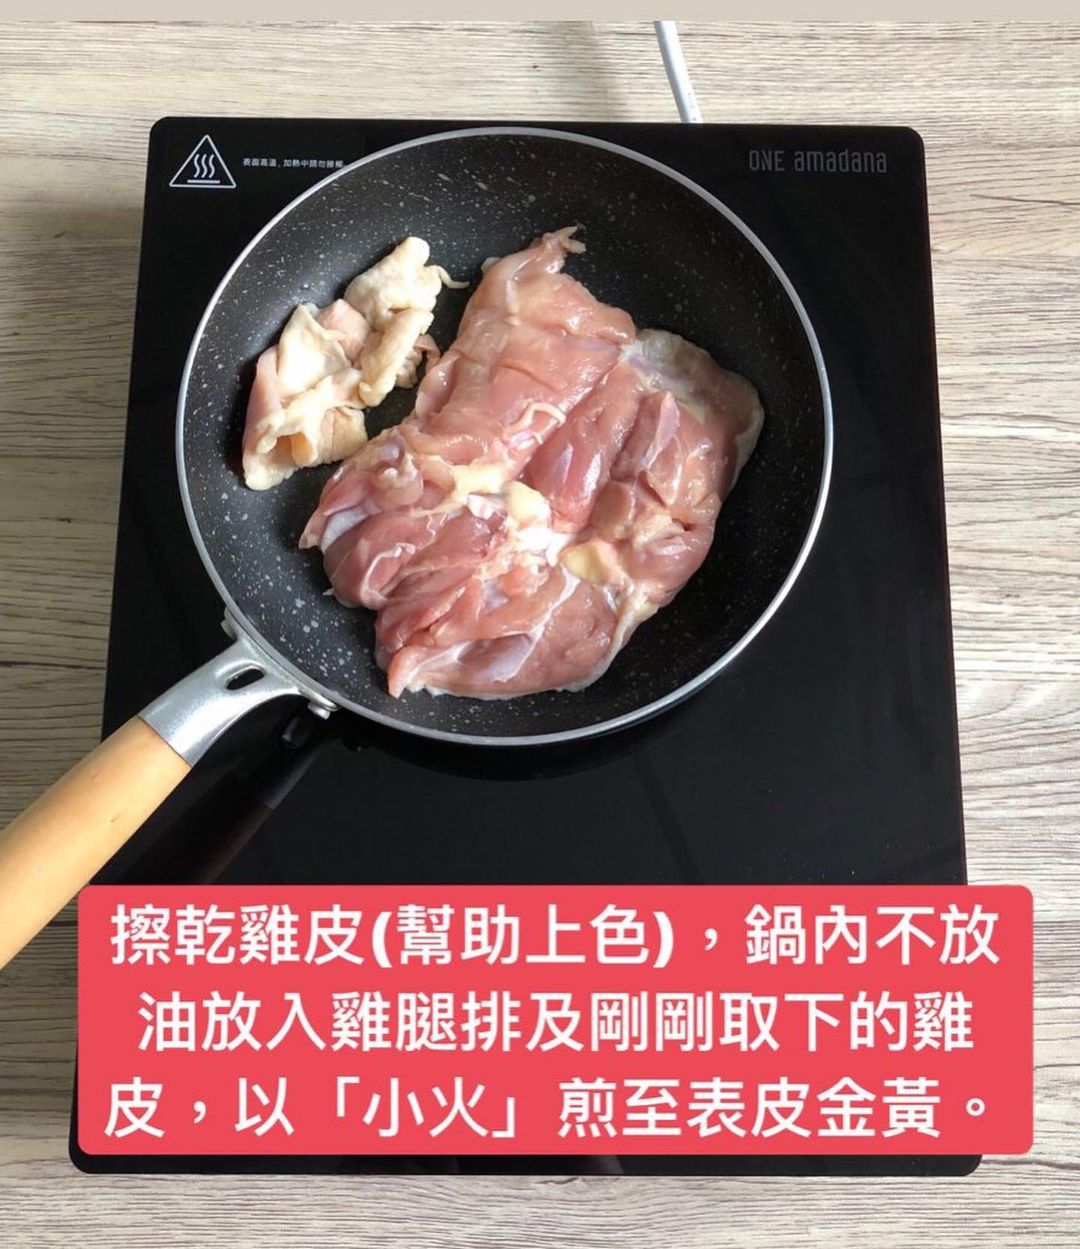 表面高溫，加熱中請勿接觸
ONE amadana
擦乾雞皮(幫助上色)，鍋內不放
油放入雞腿排及剛剛取下的雞
皮，以「小火」煎至表皮金黃。